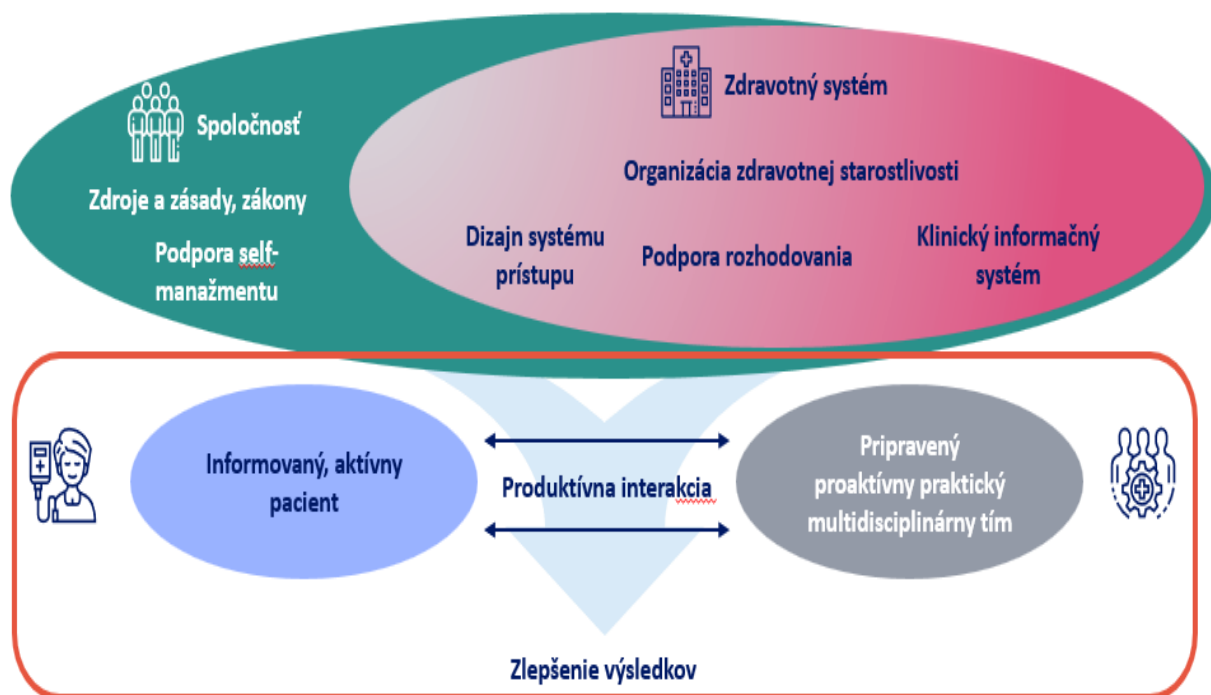 Zdravotný systém
Spoločnosť
Organizácia zdravotnej starostlivosti
Zdroje a zásady, zákony
Podpora self-
manažmentu
Dizajn systému
prístupu
Podpora rozhodovania
Klinický informačný
systém
Informovaný, aktívny
pacient
Produktívna interakcia
Pripravený
proaktívny praktický
multidisciplinárny tím
Zlepšenie výsledkov